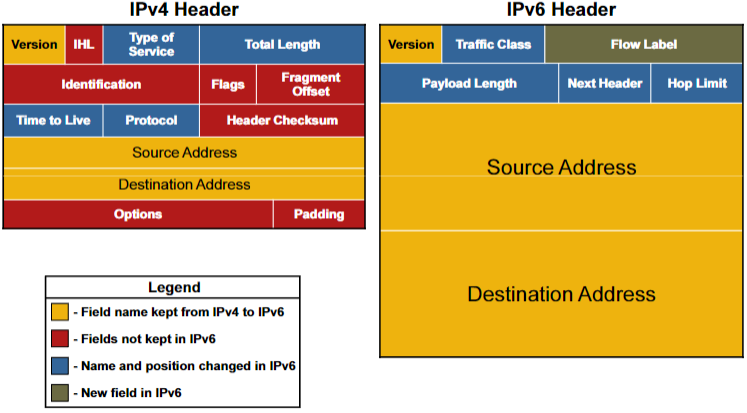 IPv4 Header
Version IHL Type of Service Total Length
Identification Flags Fragment Offset
Time to Live Protocol Header Checksum
Source Address
Destination Address
Options Padding
IPv6 Header
Version Traffic Class Flow Label
Payload Length Next Header Hop Limit
Source Address
Destination Address
Legend
- Field name kept from IPv4 to IPv6
- Fields not kept in IPv6
- Name and position changed in IPv6
- New field in IPv6